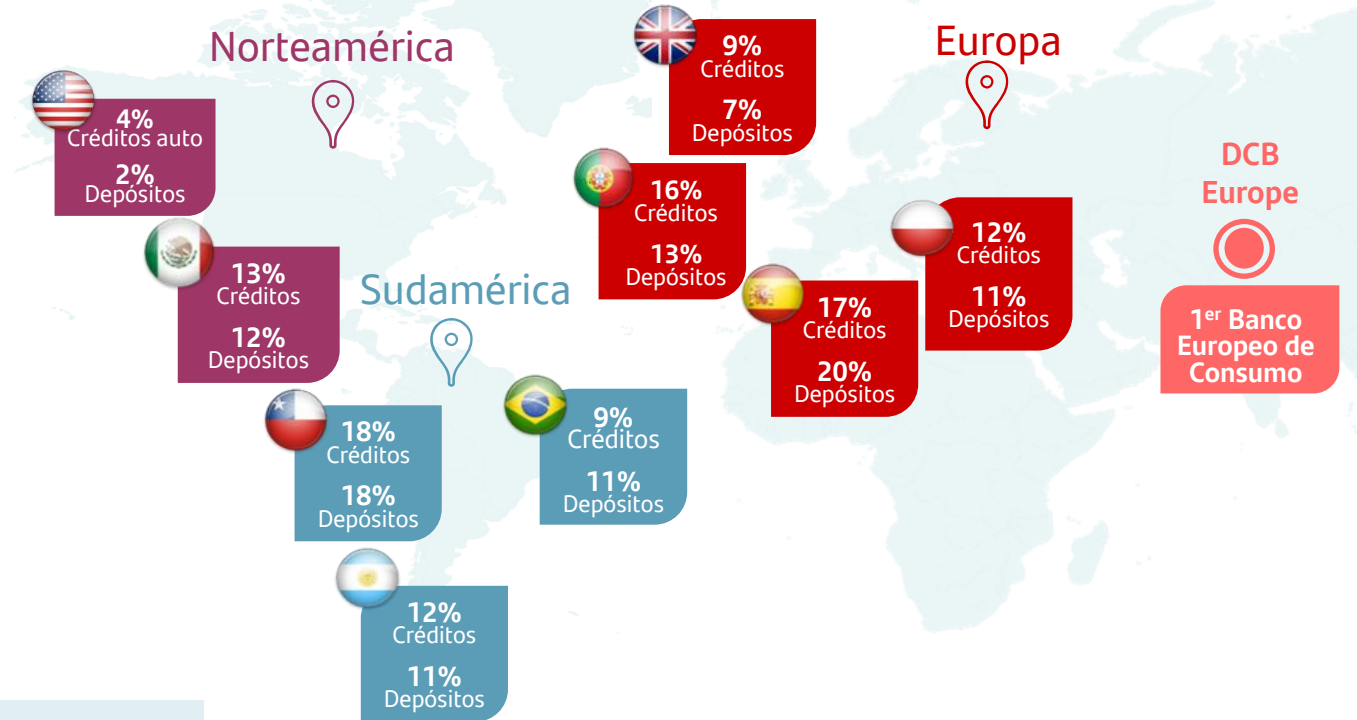 Norteamérica
4%
Créditos auto
2%
Depósitos
13%
Créditos
12%
Depósitos
Sudamérica
18%
Créditos
18%
Depósitos
9%
Créditos
11%
Depósitos
12%
Créditos
11%
Depósitos
Europa
9%
Créditos
7%
Depósitos
16%
Créditos
13%
Depósitos
17%
Créditos
20%
Depósitos
12%
Créditos
11%
Depósitos
DCB
Europe
1er Banco
Europeo de
Consumo